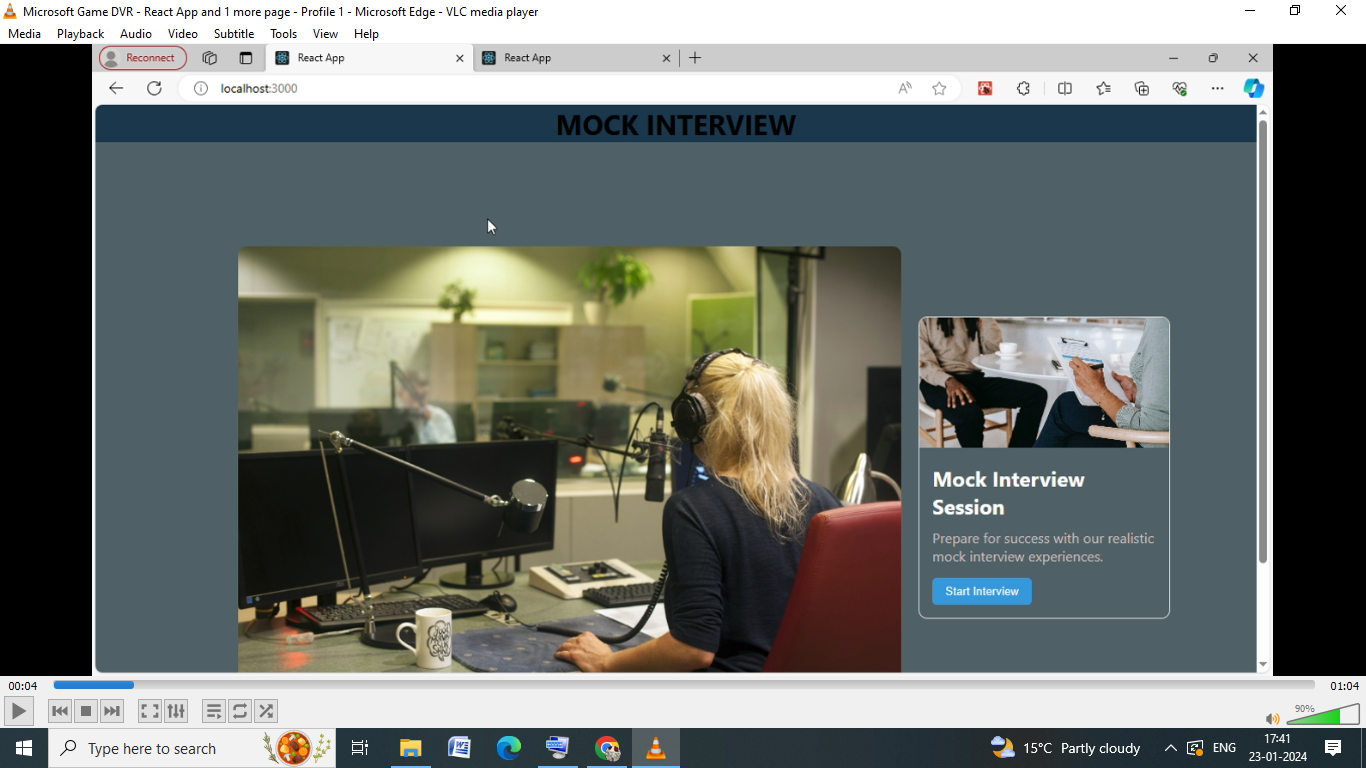 Microsoft Game DVR - React App and 1 more page - Profile 1 - Microsoft Edge - VLC media player
Media Playback Audio Video Subtitle Tools View Help
Reconnect React App React App
localhost:3000
MOCK INTERVIEW
Mock Interview
Session
Prepare for success with our realistic
mock interview experiences.
Start Interview
00:04 01:04
90%
Type here to search
15°C Partly cloudy
ENG
17:41
23-01-2024